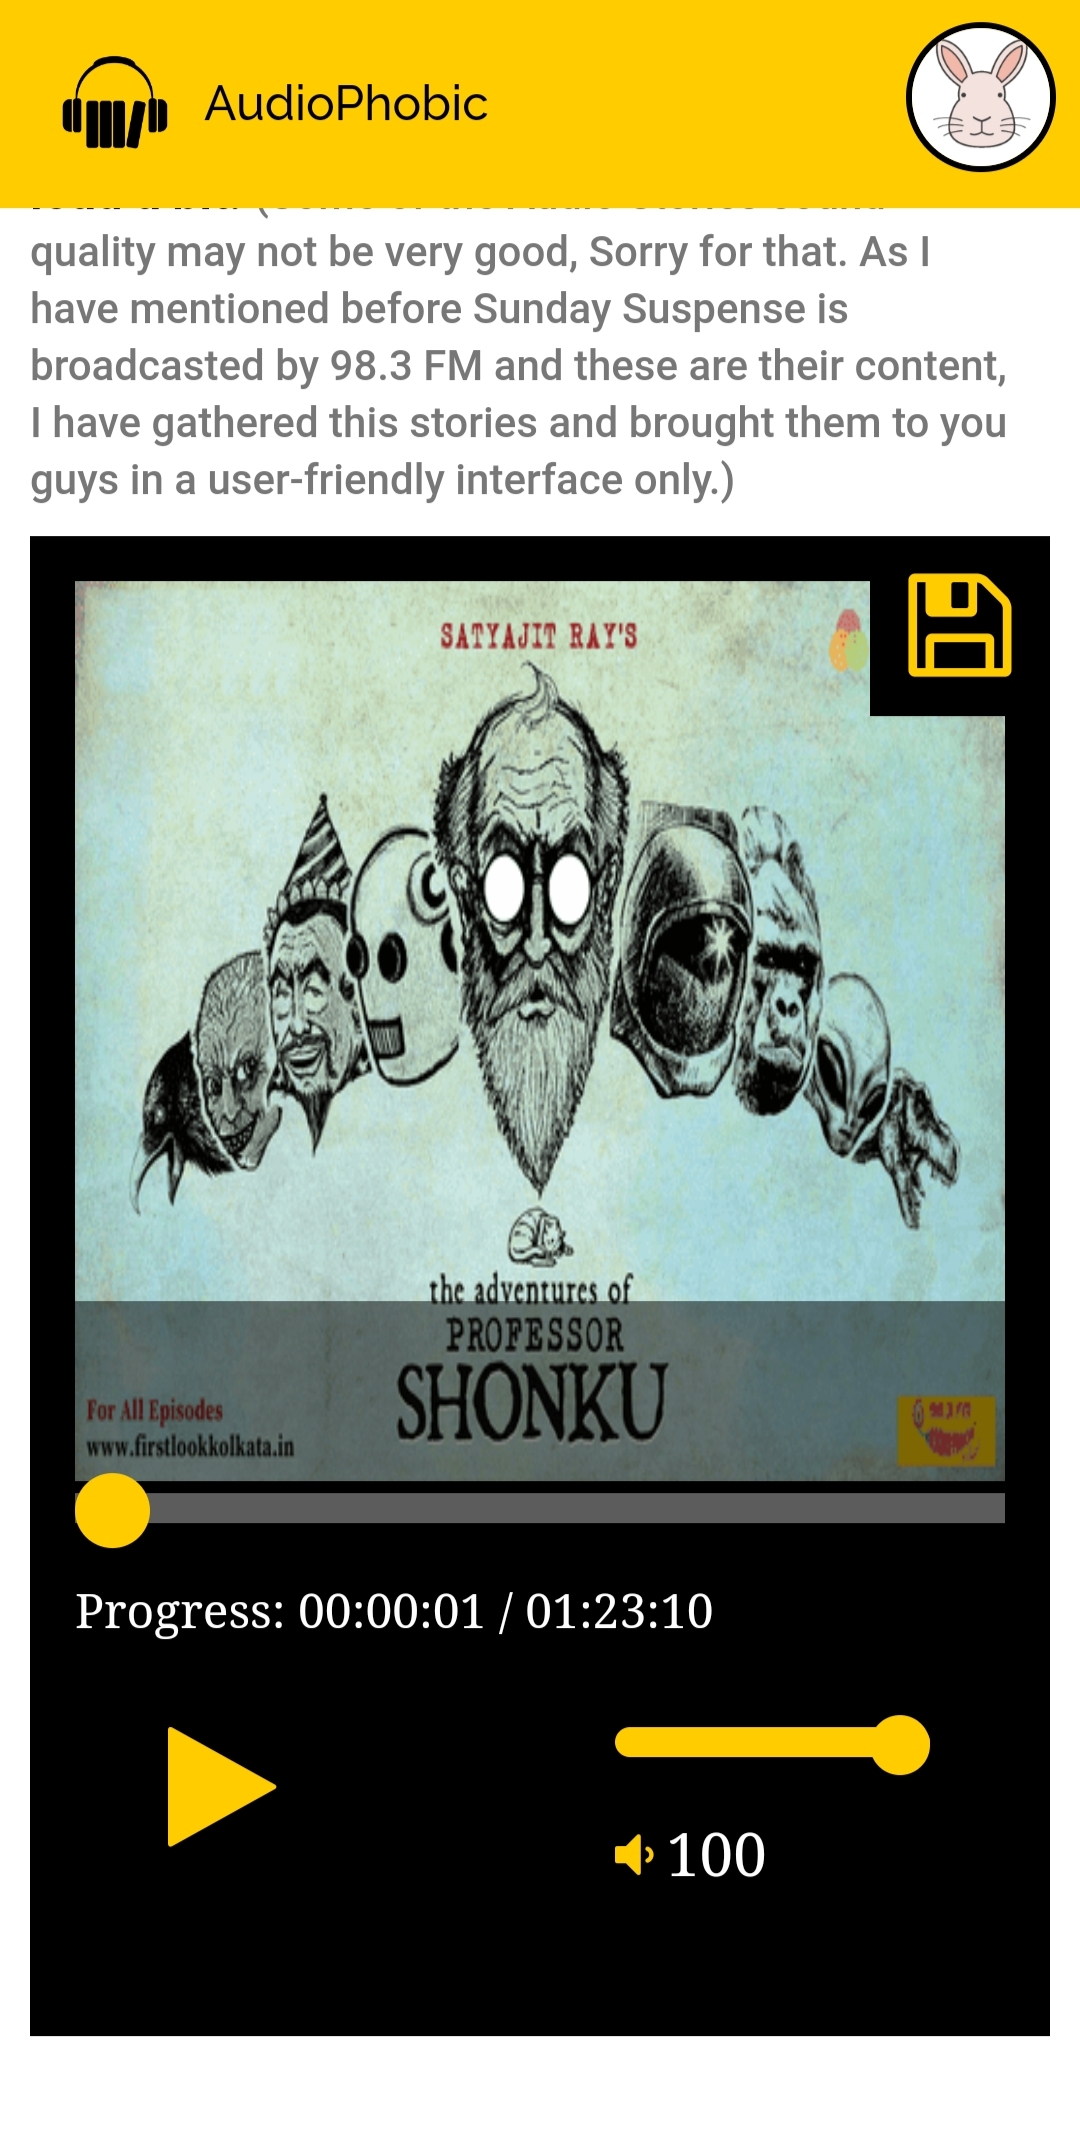 AudioPhobic
quality may not be very good, Sorry for that. As I
have mentioned before Sunday Suspense is
broadcasted by 98.3 FM and these are their content,
I have gathered this stories and brought them to you
guys in a user-friendly interface only.)
SATYAJIT RAY'S
the adventures of
PROFESSOR
SHONKU
For All Episodes
www.firstlookkolkata.in
98.3 FM
Progress: 00:00:01 / 01:23:10
100